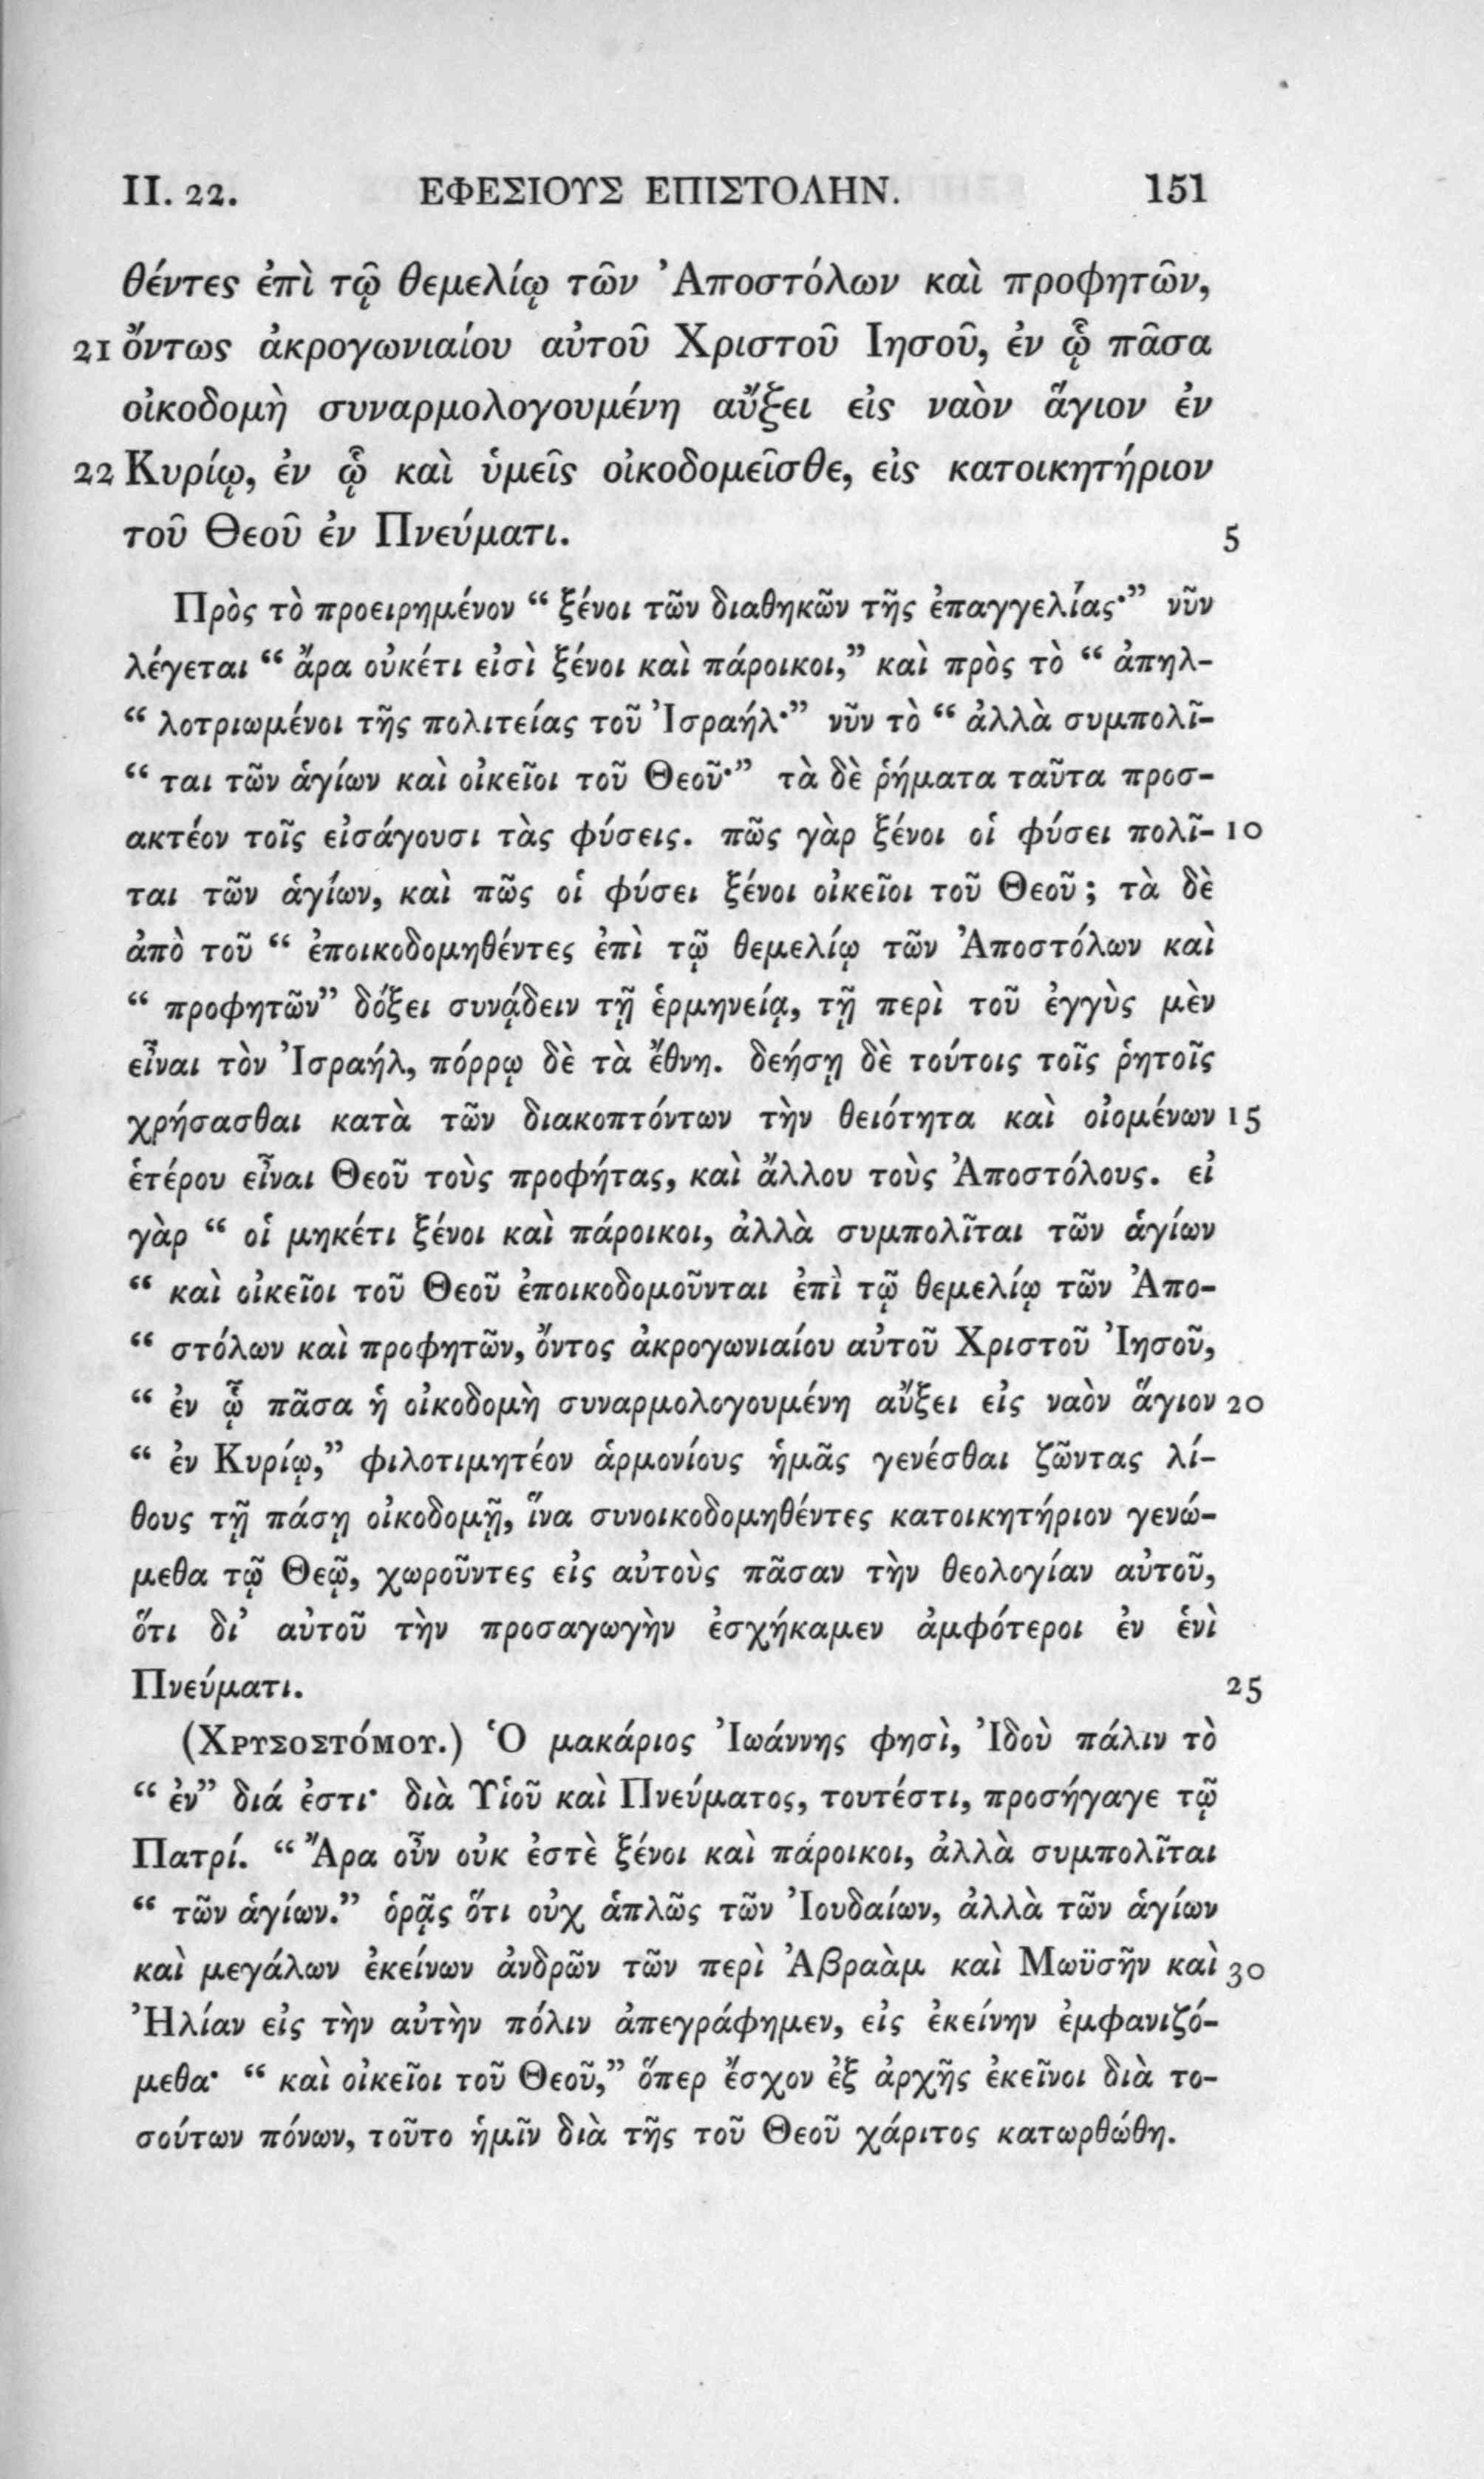 II. 22. ΕΦΕΣΙΟΥΣ ΕΠΙΣΤΟΛΗΝ. 151
θέντες ἐπὶ τῷ θεμελίῳ τῶν Ἀποστόλων καὶ προφητῶν,
21 ὄντως ἀκρογωνιαίου αὐτοῦ Χριστοῦ Ιησοῦ, ἐν ᾧ πᾶσα
οἰκοδομὴ συναρμολογουμένη αὔξει εἰς ναὸν ἅγιον ἐν
22 Κυρίῳ, ἐν ᾧ καὶ ὑμεῖς οἰκοδομεῖσθε, εἰς κατοικητήριον
τοῦ Θεοῦ ἐν Πνεύματι. 5
Πρὸς τὸ προειρημένον “ ξένοι τῶν διαθηκῶν τῆς ἐπαγγελίας·” νῦν
λέγεται “ ἄρα οὐκέτι εἰσὶ ξένοι καὶ πάροικοι,” καὶ πρὸς τὸ “ ἀπηλ-
“ λοτριωμένοι τῆς πολιτείας τοῦ Ἰσραήλ·” νῦν τὸ “ ἀλλὰ συμπολῖ-
“ ται τῶν ἁγίων καὶ οἰκεῖοι τοῦ Θεοῦ·” τὰ δὲ ῥήματα ταῦτα προσ-
ακτέον τοῖς εἰσάγουσι τὰς φύσεις. πῶς γὰρ ξένοι οἱ φύσει πολῖ- 10
ται τῶν ἁγίων, καὶ πῶς οἱ φύσει ξένοι οἰκεῖοι τοῦ Θεοῦ ; τὰ δὲ
ἀπὸ τοῦ “ ἐποικοδομηθέντες ἐπὶ τῷ θεμελίῳ τῶν Ἀποστόλων καὶ
“ προφητῶν” δόξει συνᾴδειν τῇ ἑρμηνείᾳ, τῇ περὶ τοῦ ἐγγὺς μὲν
εἶναι τὸν Ἰσραήλ, πόρρῳ δὲ τὰ ἔθνη. δεήσῃ δὲ τούτοις τοῖς ῥητοῖς
χρήσασθαι κατὰ τῶν διακοπτόντων τὴν θειότητα καὶ οἰομένων 15
ἑτέρου εἶναι Θεοῦ τοὺς προφήτας, καὶ ἄλλου τοὺς Ἀποστόλους. εἰ
γὰρ “ οἱ μηκέτι ξένοι καὶ πάροικοι, ἀλλὰ συμπολῖται τῶν ἁγίων
“ καὶ οἰκεῖοι τοῦ Θεοῦ ἐποικοδομοῦνται ἐπὶ τῷ θεμελίῳ τῶν Ἀπο-
“ στόλων καὶ προφητῶν, ὄντος ἀκρογωνιαίου αὐτοῦ Χριστοῦ Ἰησοῦ,
“ ἐν ᾧ πᾶσα ἡ οἰκοδομὴ συναρμολογουμένη αὔξει εἰς ναὸν ἅγιον 20
“ ἐν Κυρίῳ,” φιλοτιμητέον ἁρμονίους ἡμᾶς γενέσθαι ζῶντας λί-
θους τῇ πάσῃ οἰκοδομῇ, ἵνα συνοικοδομηθέντες κατοικητήριον γενώ-
μεθα τῷ Θεῷ, χωροῦντες εἰς αὐτοὺς πᾶσαν τὴν θεολογίαν αὐτοῦ,
ὅτι δι’ αὐτοῦ τὴν προσαγωγὴν ἐσχήκαμεν ἀμφότεροι ἐν ἑνὶ
Πνεύματι. 25
(Χρυσοστόμου.) Ὁ μακάριος Ἰωάννης φησὶ, Ἰδοὺ πάλιν τὸ
“ ἐν” διά ἐστι· διὰ Υἱοῦ καὶ Πνεύματος, τουτέστι, προσήγαγε τῷ
Πατρί. “ Ἄρα οὖν οὐκ ἐστὲ ξένοι καὶ πάροικοι, ἀλλὰ συμπολῖται
“ τῶν ἁγίων.” ὁρᾷς ὅτι οὐχ ἁπλῶς τῶν Ἰουδαίων, ἀλλὰ τῶν ἁγίων
καὶ μεγάλων ἐκείνων ἀνδρῶν τῶν περὶ Ἀβραὰμ καὶ Μωϋσῆν καὶ 30
Ἠλίαν εἰς τὴν αὐτὴν πόλιν ἀπεγράφημεν, εἰς ἐκείνην ἐμφανιζό-
μεθα· “ καὶ οἰκεῖοι τοῦ Θεοῦ,” ὅπερ ἔσχον ἐξ ἀρχῆς ἐκεῖνοι διὰ το-
σούτων πόνων, τοῦτο ἡμῖν διὰ τῆς τοῦ Θεοῦ χάριτος κατωρθώθη.